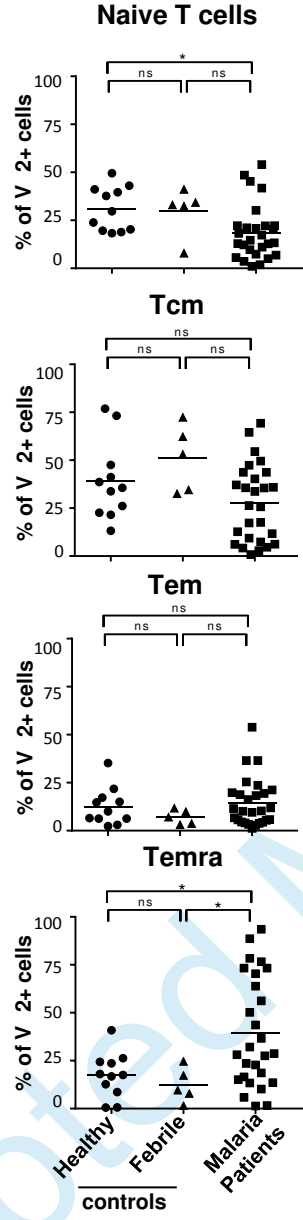 Naive T cells
*
ns ns
100
75
50
25
0
% of V 2+ cells
Tcm
ns
ns ns
100
75
50
25
0
% of V 2+ cells
Tem
ns
ns ns
100
75
50
25
0
% of V 2+ cells
Temra
*
ns *
100
75
50
25
0
% of V 2+ cells
Healthy
Febrile
Malaria
Patients
controls